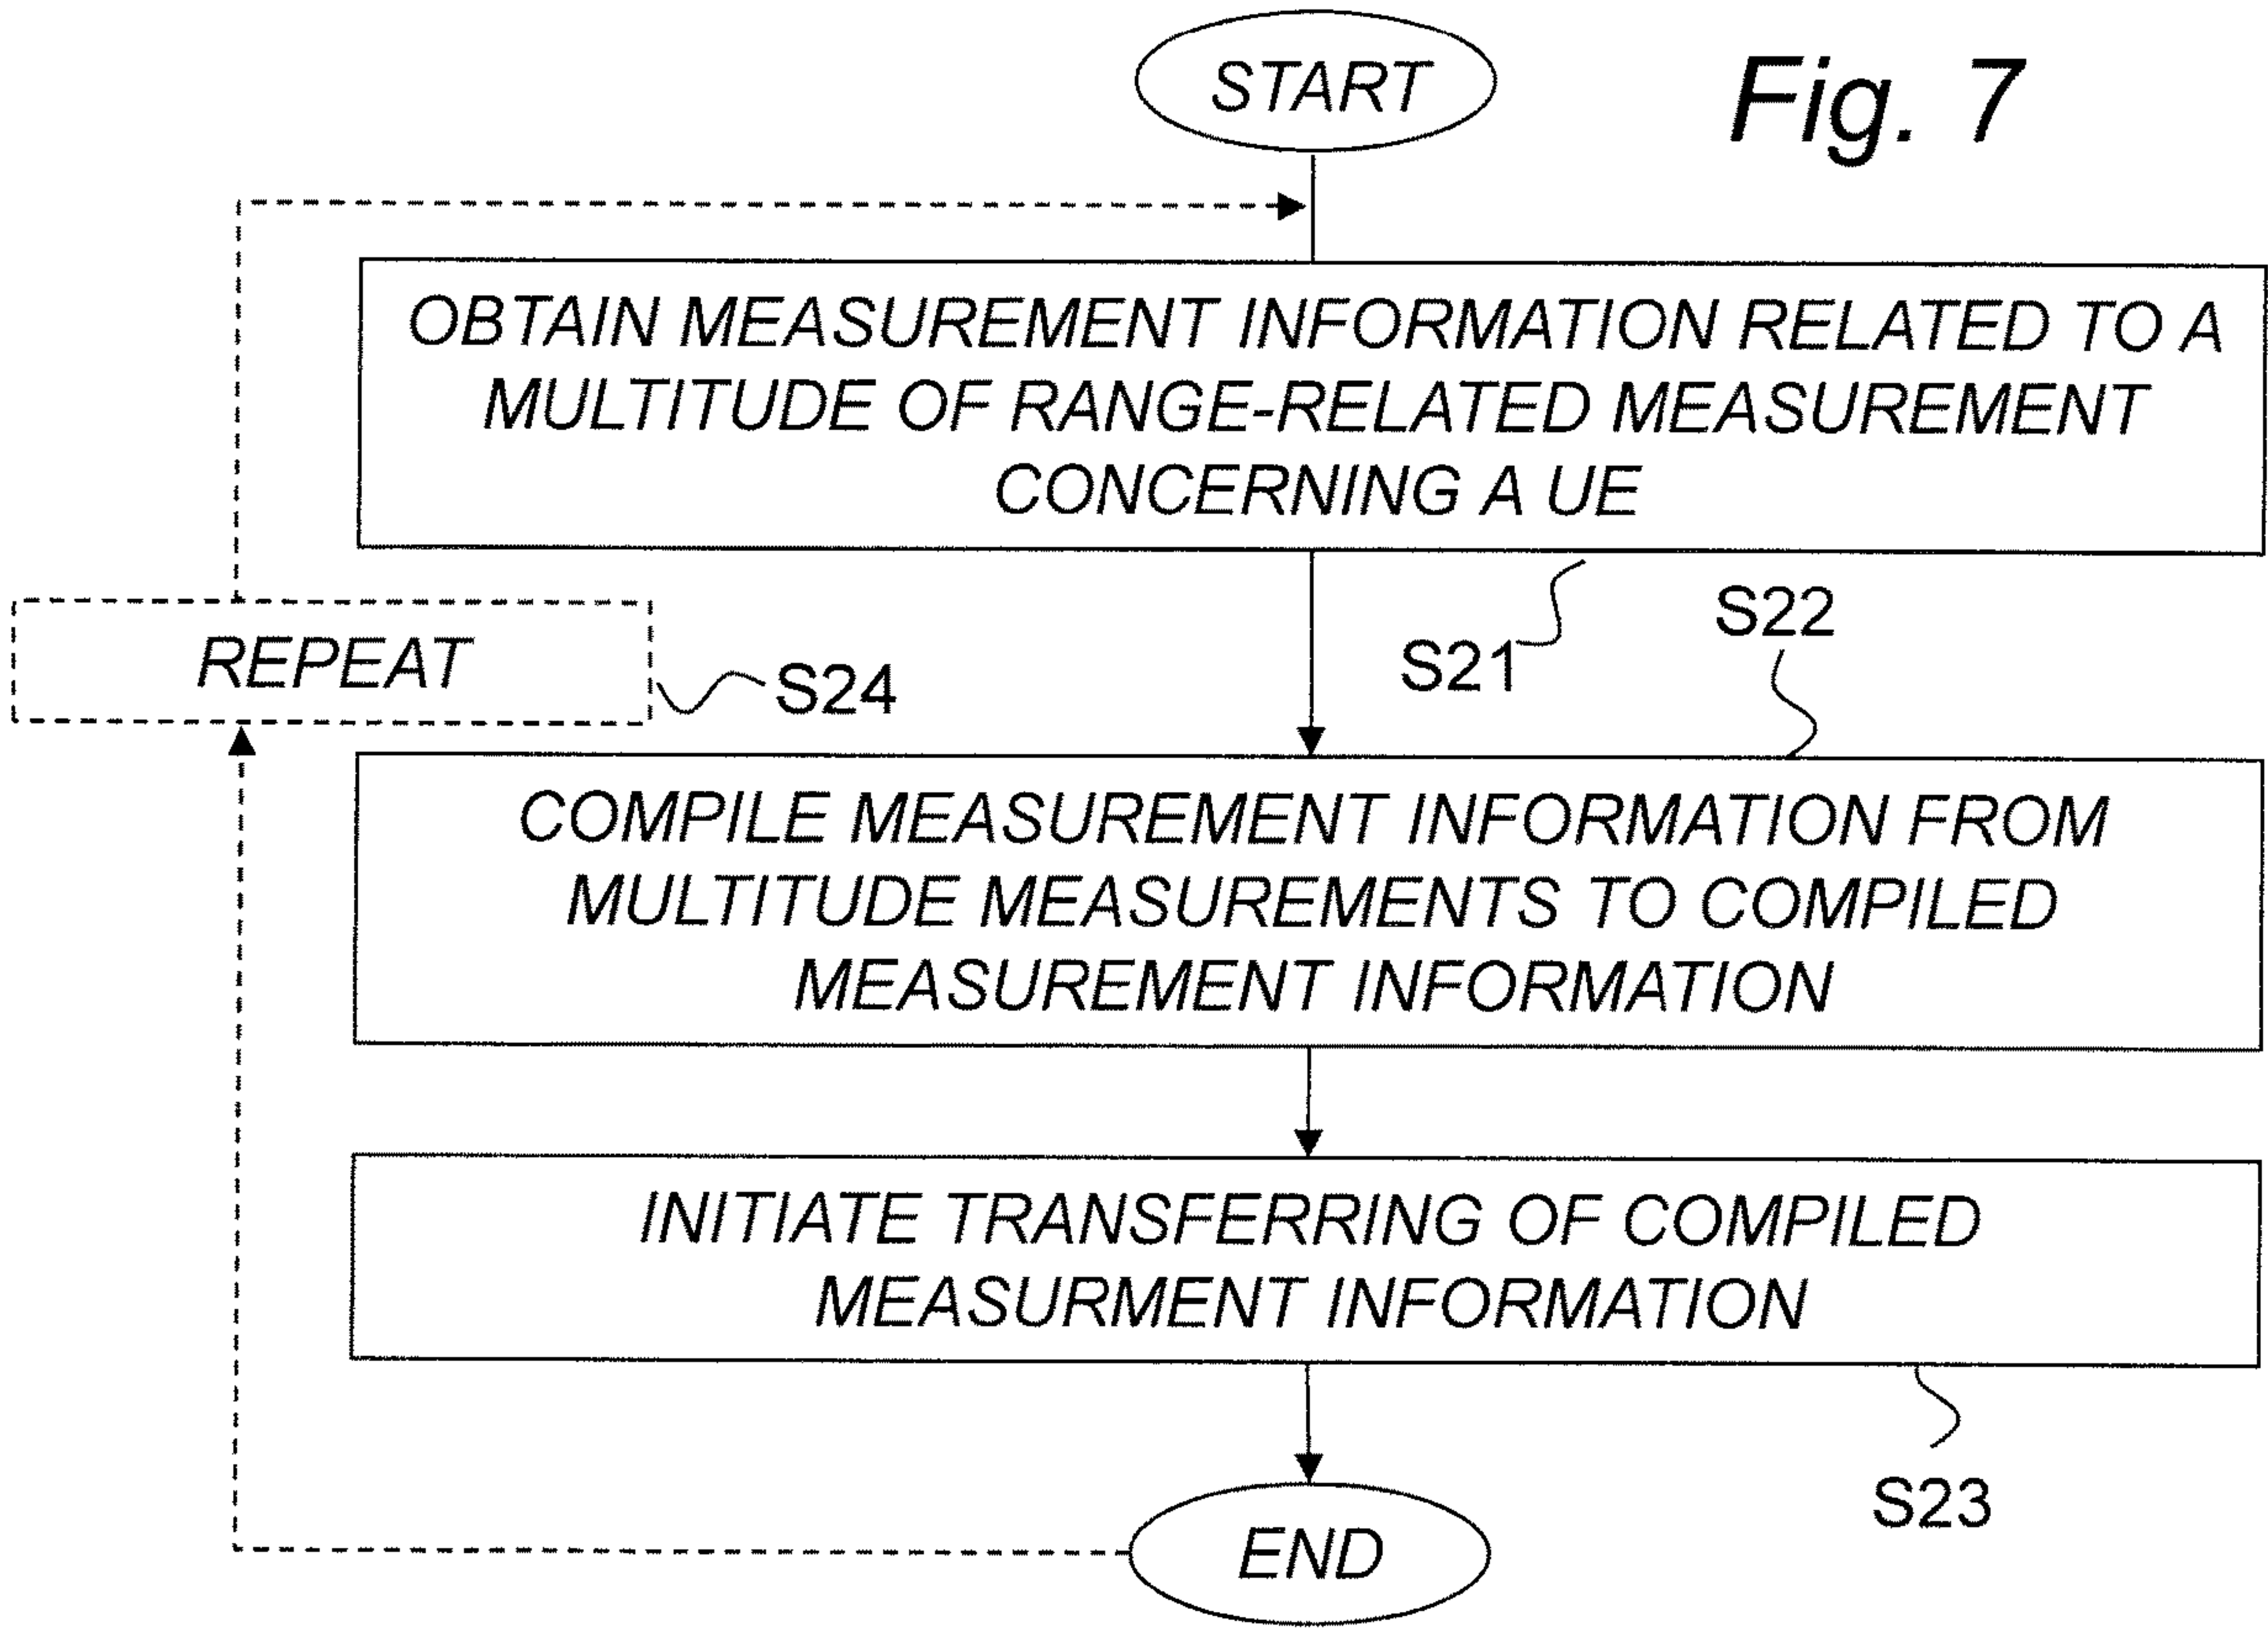 START
Fig. 7
OBTAIN MEASUREMENT INFORMATION RELATED TO A
MULTITUDE OF RANGE-RELATED MEASUREMENT
CONCERNING A UE
S21
S22
REPEAT
S24
COMPILE MEASUREMENT INFORMATION FROM
MULTITUDE MEASUREMENTS TO COMPILED
MEASUREMENT INFORMATION
INITIATE TRANSFERRING OF COMPILED
MEASURMENT INFORMATION
S23
END